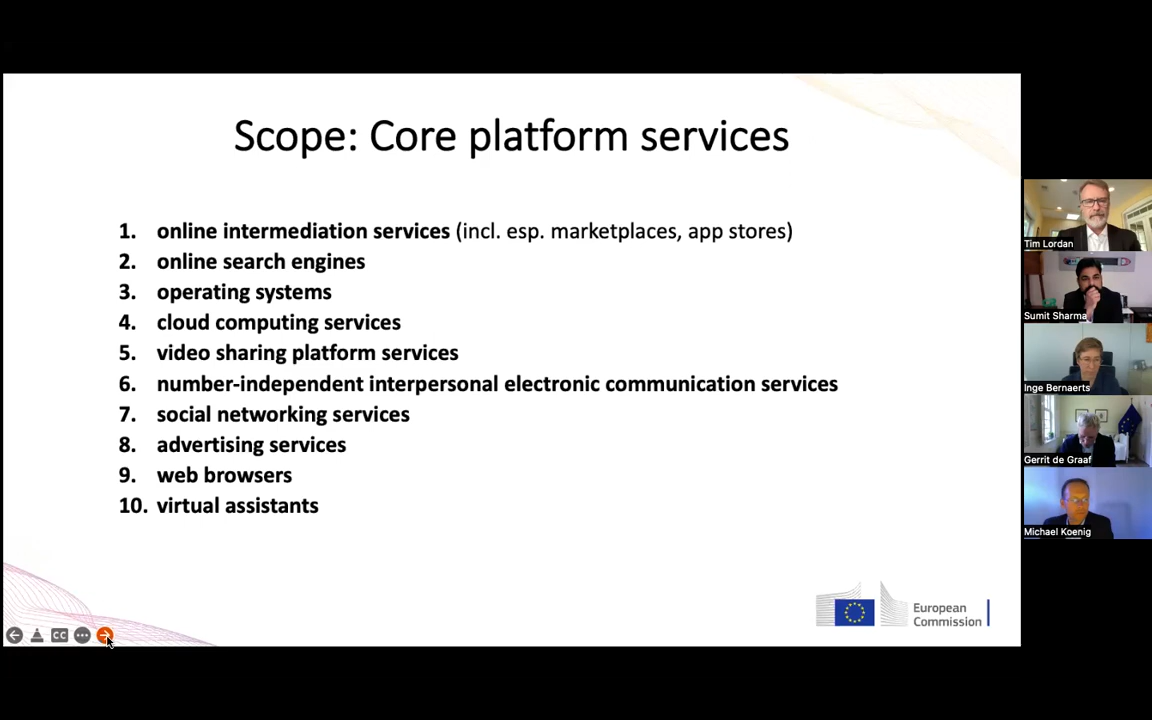 Scope: Core platform services
1. online intermediation services (incl. esp. marketplaces, app stores)
2. online search engines
3. operating systems
4. cloud computing services
5. video sharing platform services
6. number-independent interpersonal electronic communication services
7. social networking services
8. advertising services
9. web browsers
10. virtual assistants
European
Commission
CC
Tim Lordan
Sumit Sharma
Inge Bernaerts
Gerrit de Graaf
Michael Koenig